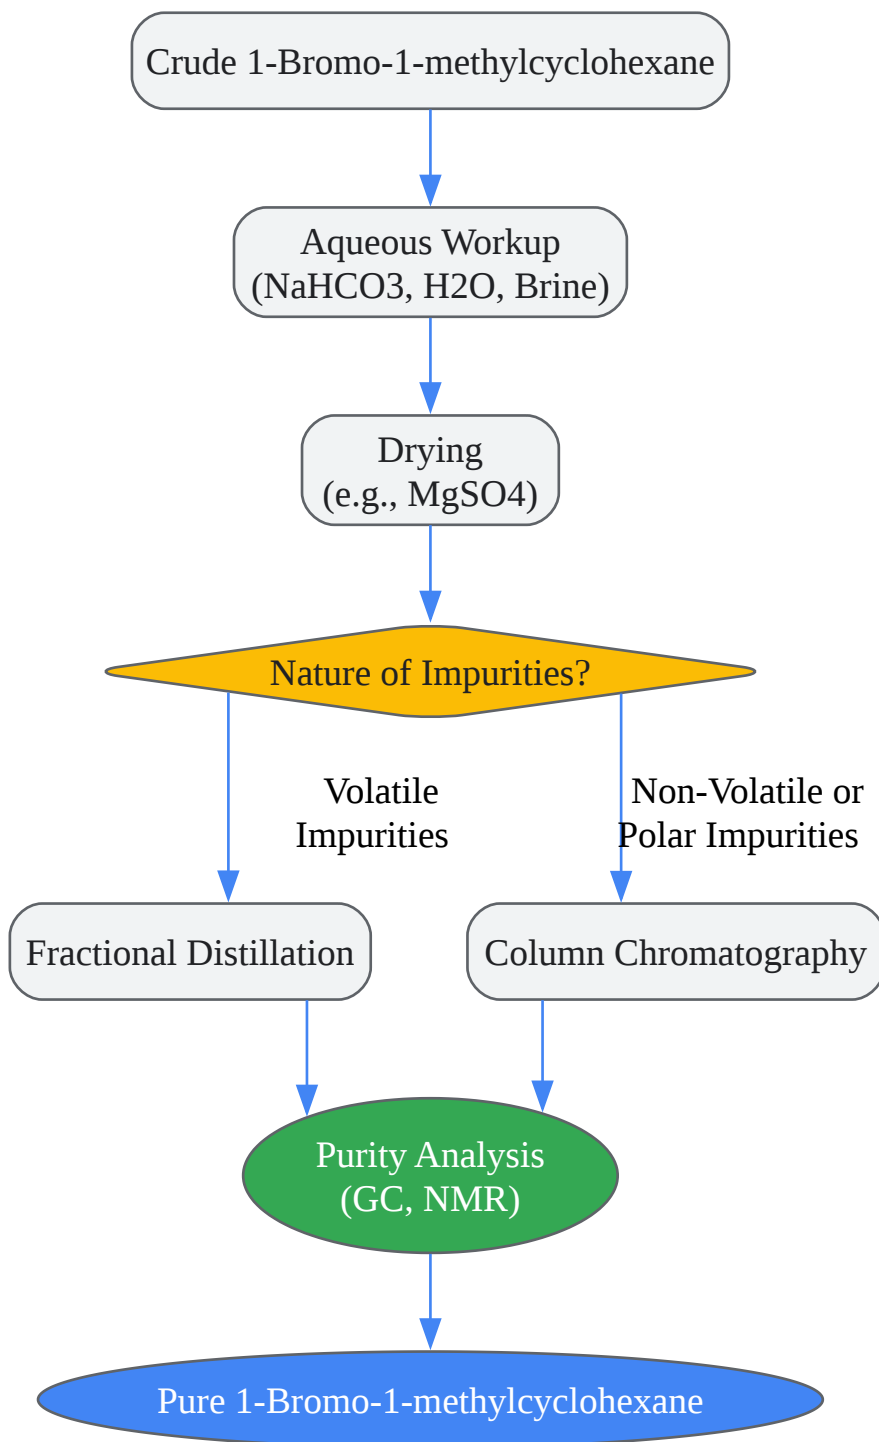 Crude 1-Bromo-1-methylcyclohexane
Aqueous Workup
(NaHCO3, H2O, Brine)
Drying
(e.g., MgSO4)
Nature of Impurities?
Volatile
Impurities
Non-Volatile or
Polar Impurities
Fractional Distillation
Column Chromatography
Purity Analysis
(GC, NMR)
Pure 1-Bromo-1-methylcyclohexane